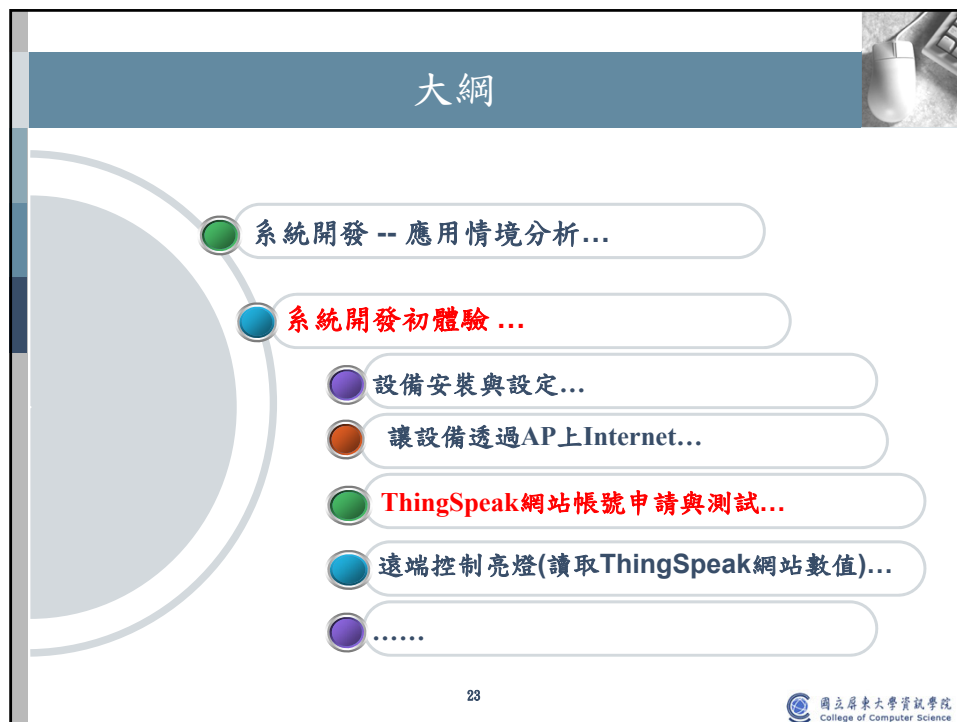 大綱
系統開發 -- 應用情境分析...
系統開發初體驗 ...
設備安裝與設定...
讓設備透過AP上Internet...
ThingSpeak網站帳號申請與測試...
遠端控制亮燈(讀取ThingSpeak網站數值)...
......
23
國立屏東大學資訊學院
College of Computer Science